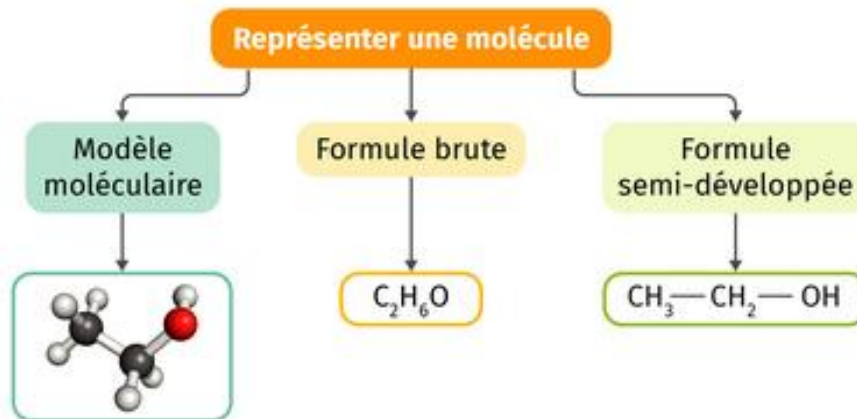 Représenter une molécule
Modèle
moléculaire
Formule brute
Formule
semi-développée
C₂H₆O
CH₃—CH₂—OH